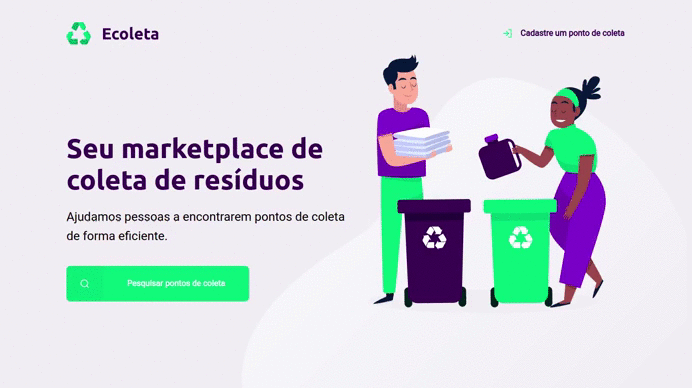 Ecoleta
Cadastre um ponto de coleta
Seu marketplace de
coleta de resíduos
Ajudamos pessoas a encontrarem pontos de coleta
de forma eficiente.
Pesquisar pontos de coleta